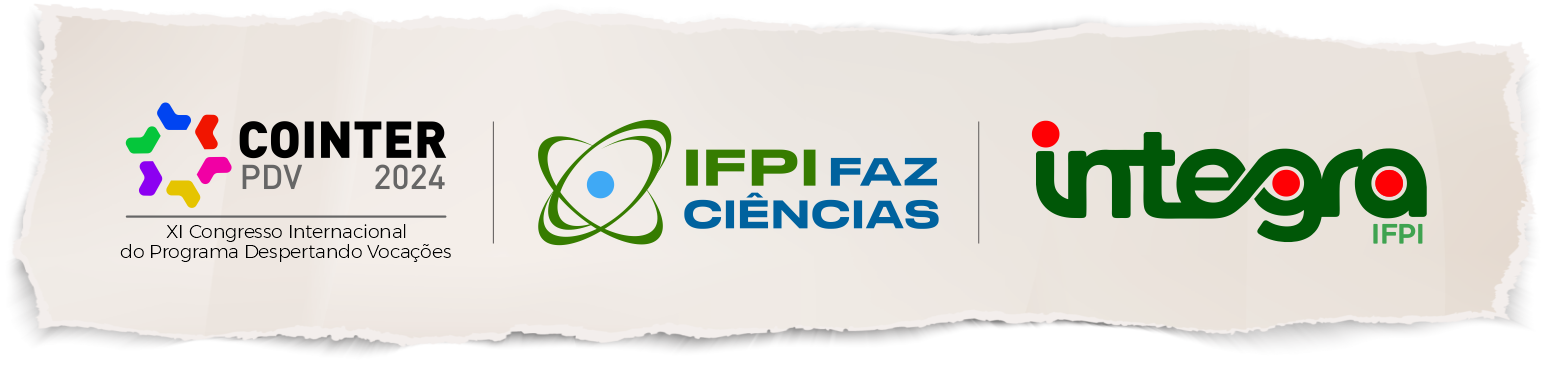 COINTER
PDV 2024
XI Congresso Internacional
do Programa Despertando Vocações
IFPI FAZ
CIÊNCIAS
integra
IFPI